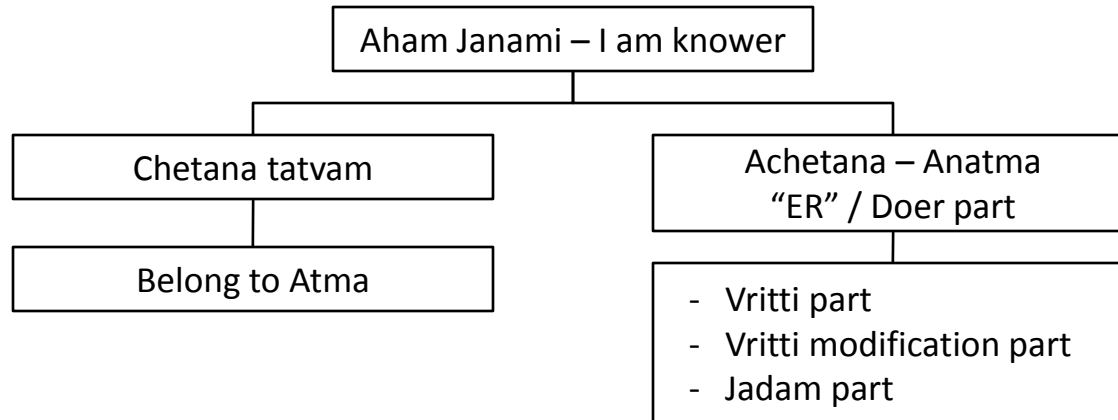 Aham Janami – I am knower
Chetana tatvam
Belong to Atma
Achetana – Anatma
“ER” / Doer part
- Vritti part
- Vritti modification part
- Jadam part